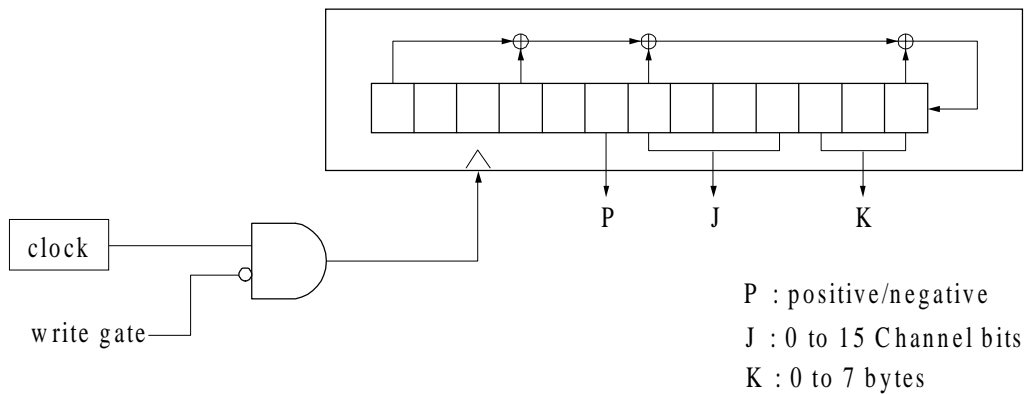 P
J
K
clock
write gate
P : positive/negative
J : 0 to 15 Channel bits
K : 0 to 7 bytes